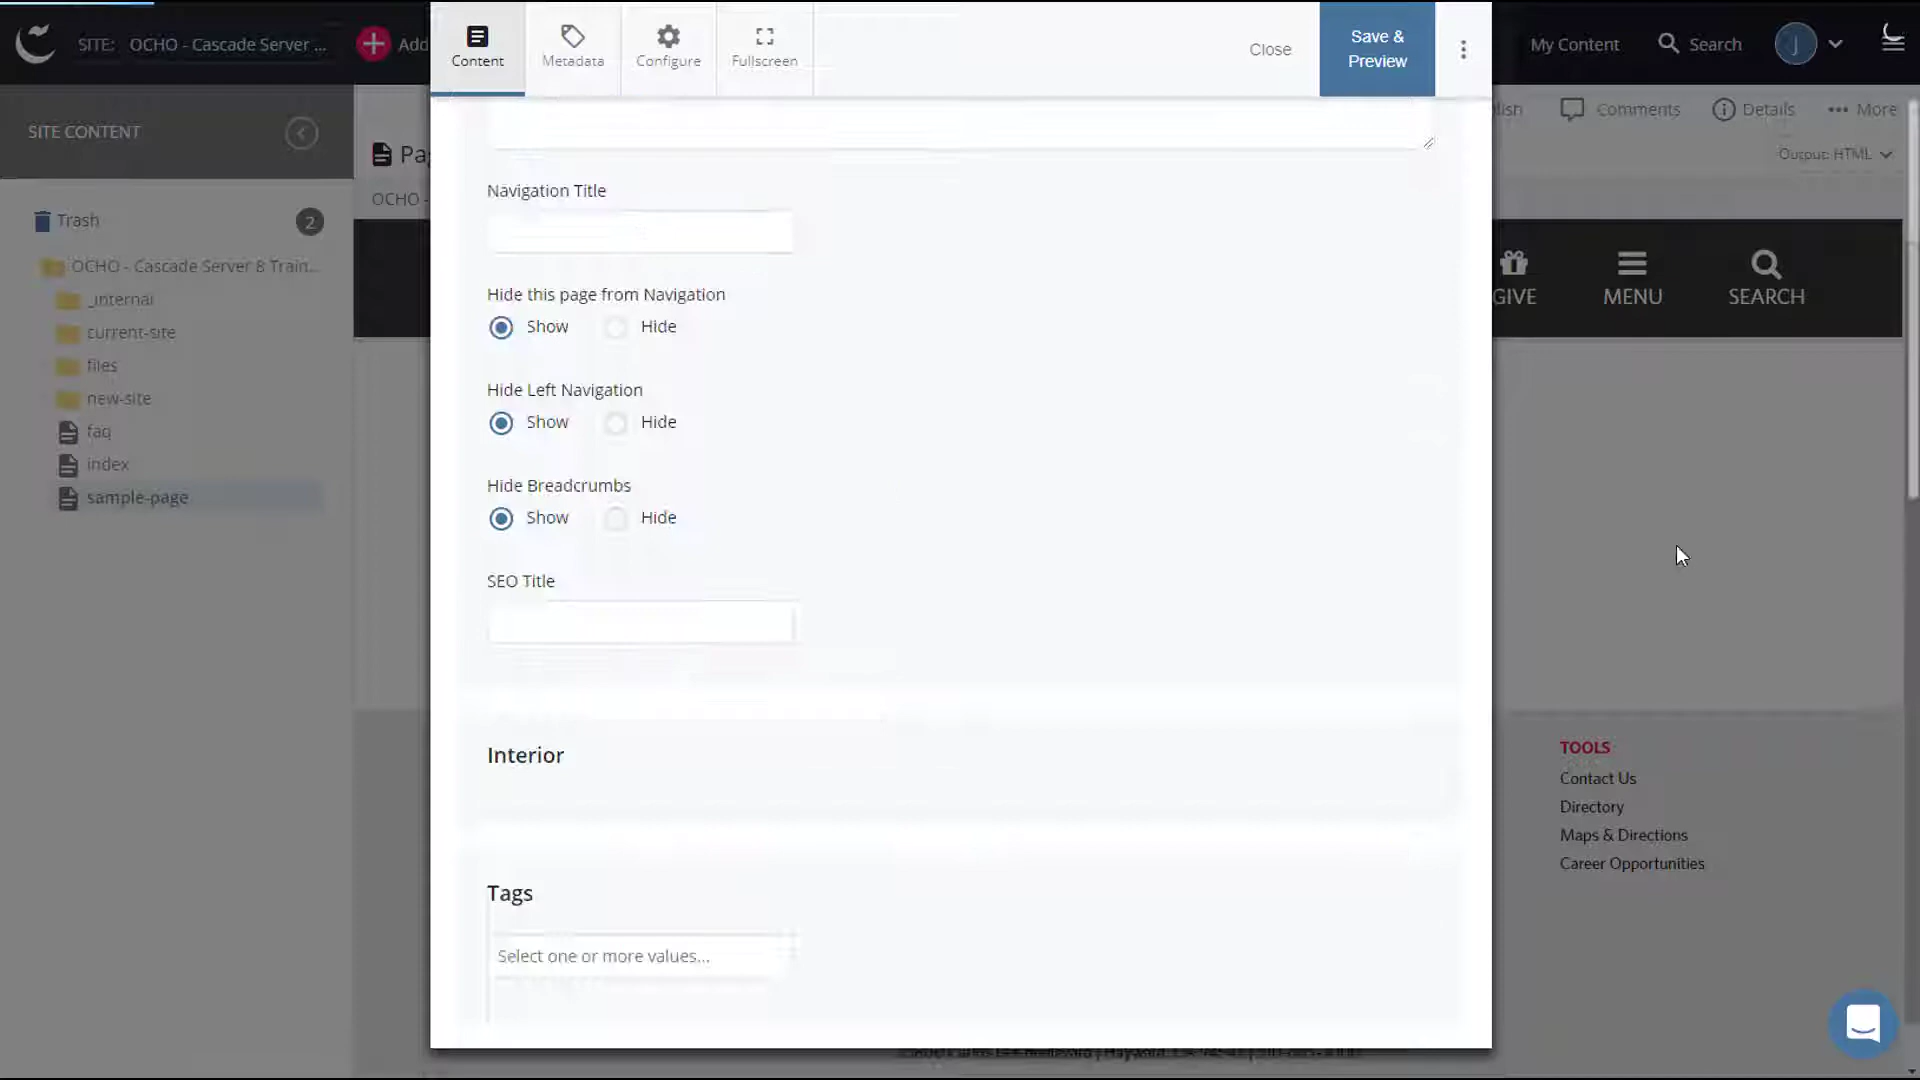 SITE: OCHO - Cascade Server ...
Add
Content
Metadata
Configure
Fullscreen
Close
Save &
Preview
My Content
Search
J
SITE CONTENT
Comments
Details
More
Output: HTML
OCHO -
Trash
2
OCHO - Cascade Server & Train...
_internal
current-site
files
new-site
faq
index
sample-page
Navigation Title
Hide this page from Navigation
Show
Hide
Hide Left Navigation
Show
Hide
Hide Breadcrumbs
Show
Hide
SEO Title
Interior
Tags
Select one or more values...
GIVE
MENU
SEARCH
TOOLS
Contact Us
Directory
Maps & Directions
Career Opportunities